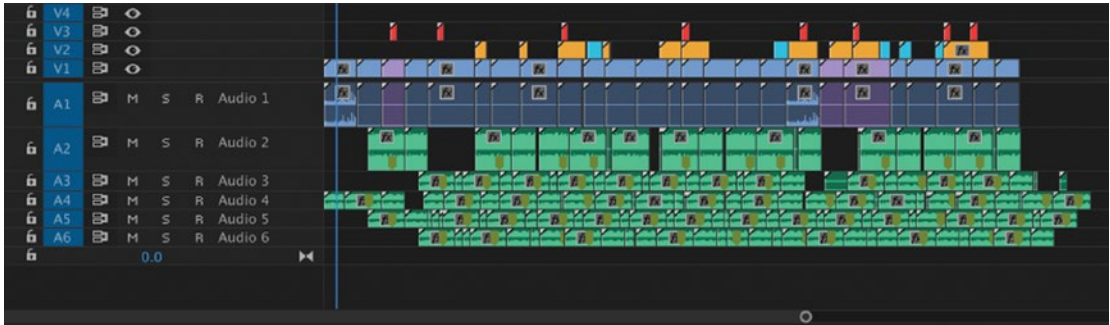 V4
V3
V2
V1
A1 M S R Audio 1
A2 M S R Audio 2
A3 M S R Audio 3
A4 M S R Audio 4
A5 M S R Audio 5
A6 M S R Audio 6
0.0